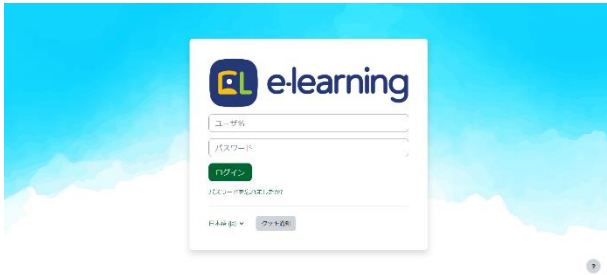 EL e-learning
ユーザ名
パスワード
ログイン
パスワードをお忘れですか?
日本語 ‎(ja)‎
クッキー通知
?